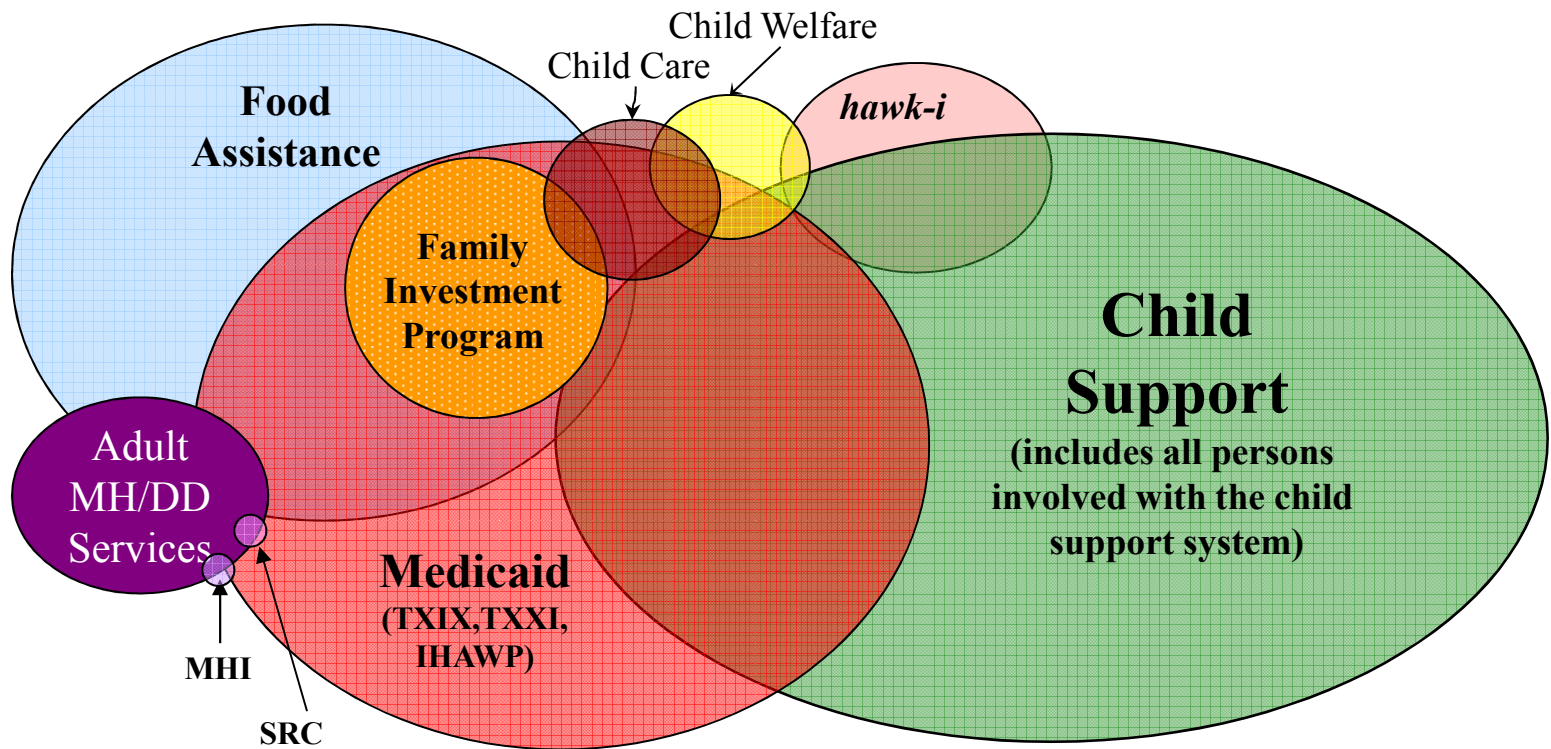 Child Welfare
Child Care
Food
Assistance
hawk-i
Family
Investment
Program
Child
Support
(includes all persons
involved with the child
support system)
Adult
MH/DD
Services
Medicaid
(TXIX,TXXI,
IHAWP)
MHI
SRC